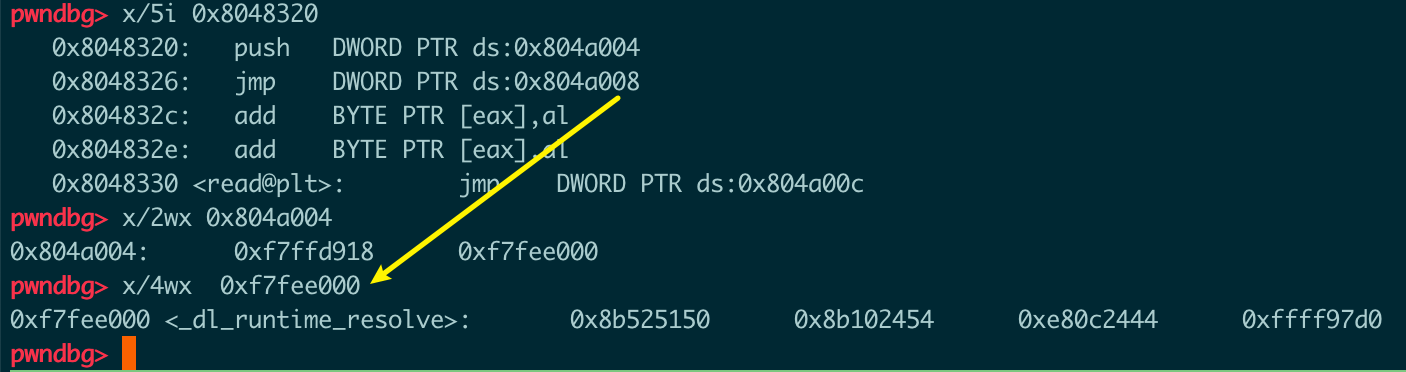 pwndbg> x/5i 0x8048320
0x8048320: push DWORD PTR ds:0x804a004
0x8048326: jmp DWORD PTR ds:0x804a008
0x804832c: add BYTE PTR [eax],al
0x804832e: add BYTE PTR [eax],al
0x8048330 <read@plt>: jmp DWORD PTR ds:0x804a00c
pwndbg> x/2wx 0x804a004
0x804a004: 0xf7ffd918 0xf7fee000
pwndbg> x/4wx 0xf7fee000
0xf7fee000 <_dl_runtime_resolve>: 0x8b525150 0x8b102454 0xe80c2444 0xffff97d0
pwndbg>